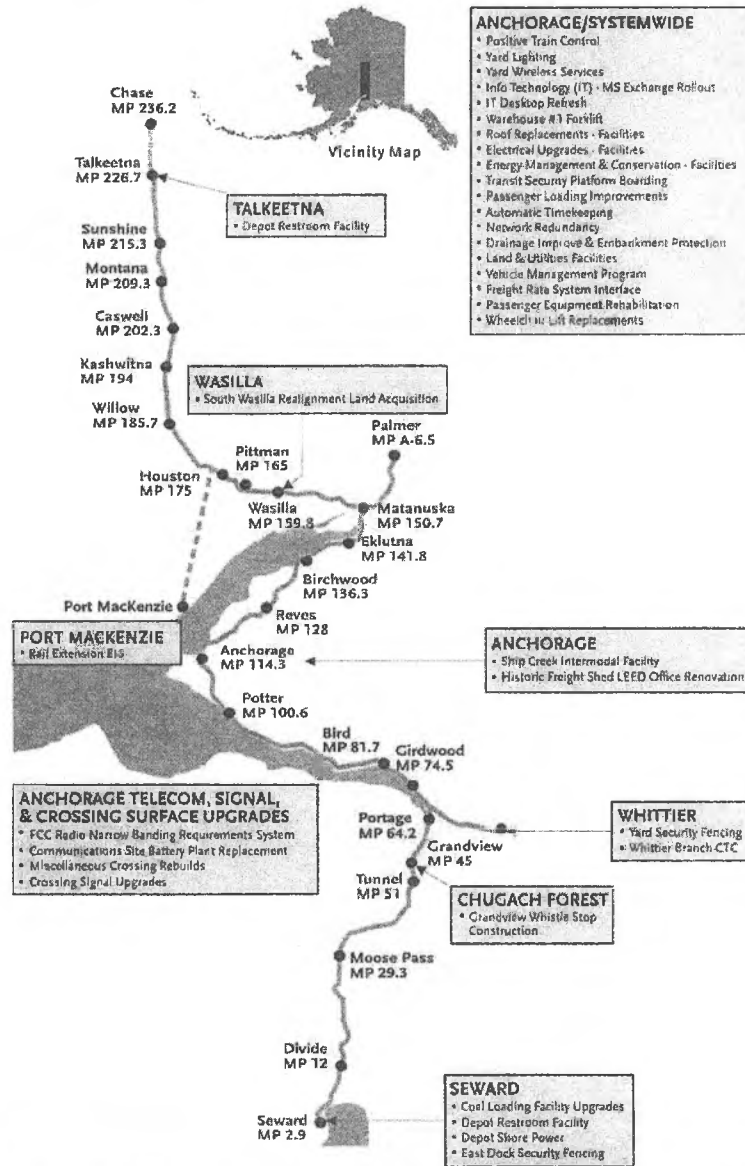 ANCHORAGE/SYSTEMWIDE
• Positive Train Control
• Yard Lighting
• Yard Wireless Services
• Info Technology (IT) - MS Exchange Rollout
• IT Desktop Refresh
• Warehouse #1 Forklift
• Roof Replacements - Facilities
• Electrical Upgrades - Facilities
• Energy Management & Conservation - Facilities
• Transit Security Platform Boarding
• Passenger Loading Improvements
• Automatic Timekeeping
• Network Redundancy
• Drainage Improve & Embankment Protection
• Land & Utilities Facilities
• Vehicle Management Program
• Freight Rate System Interface
• Passenger Equipment Rehabilitation
• Wheelchair Lift Replacements
Vicinity Map
Chase
MP 236.2
Talkeetna
MP 226.7
TALKEETNA
• Depot Restroom Facility
Sunshine
MP 215.3
Montana
MP 209.3
Caswell
MP 202.3
Kashwitna
MP 194
Willow
MP 185.7
WASILLA
• South Wasilla Realignment Land Acquisition
Palmer
MP A-6.5
Pittman
MP 165
Houston
MP 175
Wasilla
MP 159.8
Matanuska
MP 150.7
Eklutna
MP 141.8
Birchwood
MP 136.3
Port MacKenzie
Reves
MP 128
PORT MACKENZIE
• Rail Extension EIS
Anchorage
MP 114.3
ANCHORAGE
• Ship Creek Intermodal Facility
• Historic Freight Shed LEED Office Renovation
Potter
MP 100.6
Bird
MP 81.7
Girdwood
MP 74.5
ANCHORAGE TELECOM, SIGNAL,
& CROSSING SURFACE UPGRADES
• FCC Radio Narrow Banding Requirements System
• Communications Site Battery Plant Replacement
• Miscellaneous Crossing Rebuilds
• Crossing Signal Upgrades
Portage
MP 64.2
WHITTIER
• Yard Security Fencing
• Whittier Branch-CTC
Grandview
MP 45
Tunnel
MP 51
CHUGACH FOREST
• Grandview Whistle Stop
Construction
Moose Pass
MP 29.3
Divide
MP 12
Seward
MP 2.9
SEWARD
• Coal Loading Facility Upgrades
• Depot Restroom Facility
• Depot Shore Power
• East Dock Security Fencing